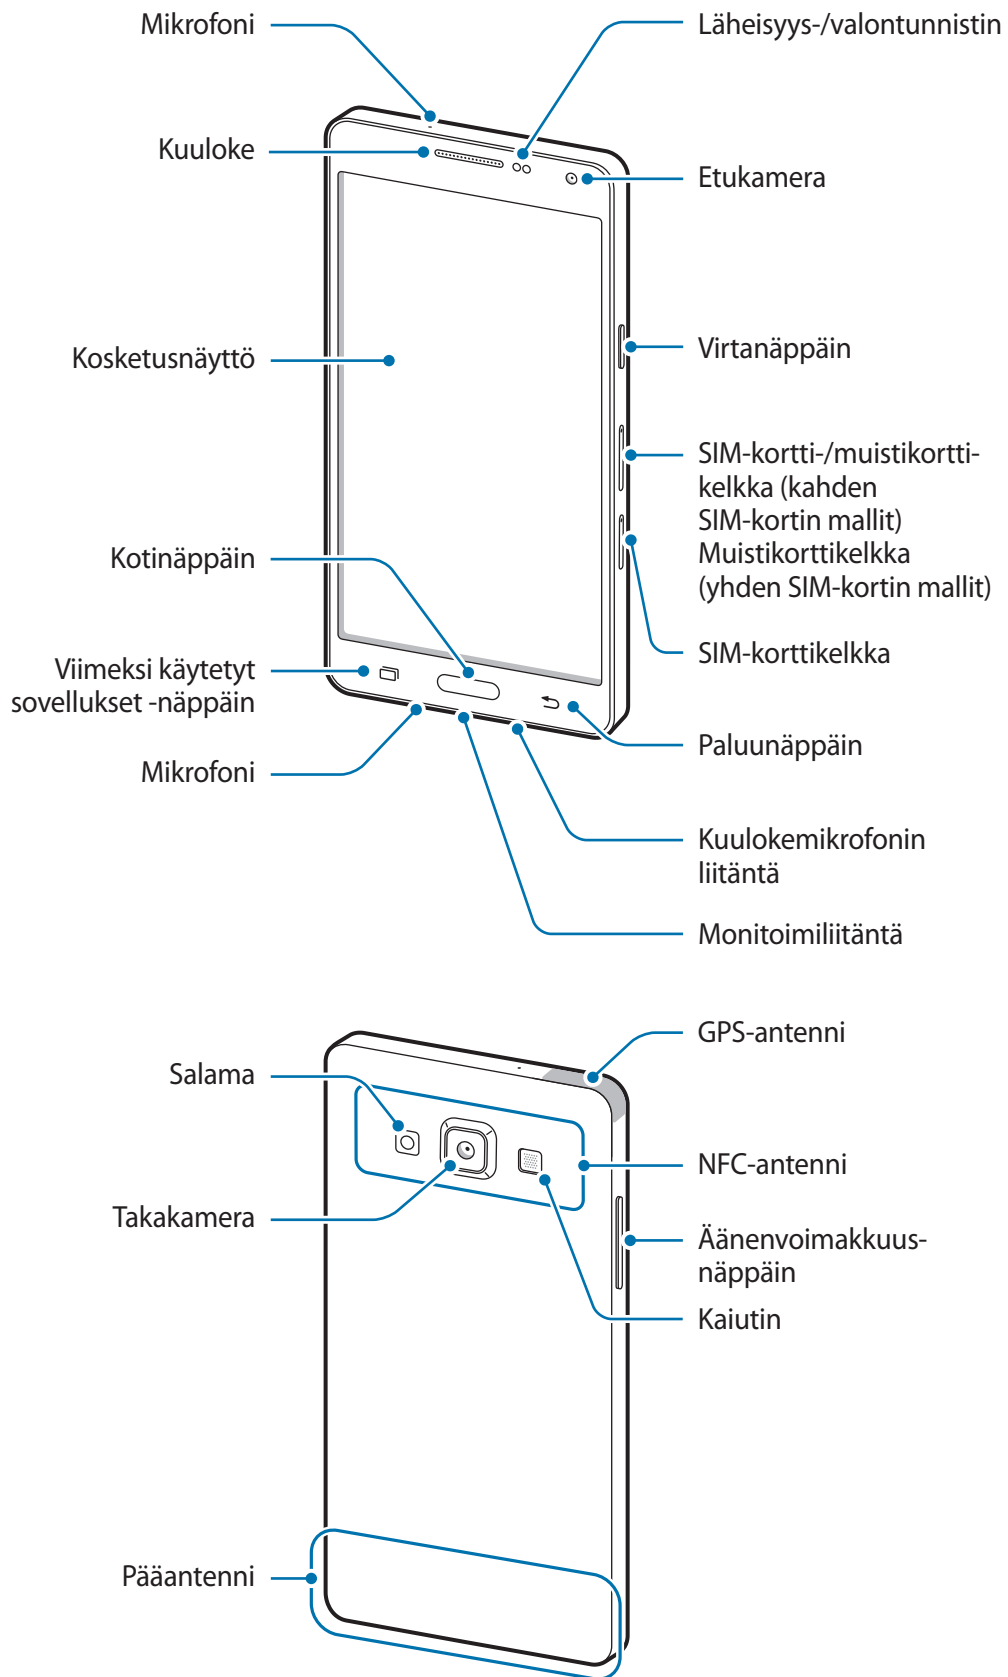 Mikrofoni
Läheisyys-/valontunnistin
Kuuloke
Etukamera
Kosketusnäyttö
Virtanäppäin
SIM-kortti-/muistikortti-
kelkka (kahden
SIM-kortin mallit)
Muistikorttikelkka
(yhden SIM-kortin mallit)
Kotinäppäin
SIM-korttikelkka
Viimeksi käytetyt
sovellukset -näppäin
Paluunäppäin
Mikrofoni
Kuulokemikrofonin
liitäntä
Monitoimiliitäntä
GPS-antenni
Salama
NFC-antenni
Takakamera
Äänenvoimakkuus-
näppäin
Kaiutin
Pääantenni